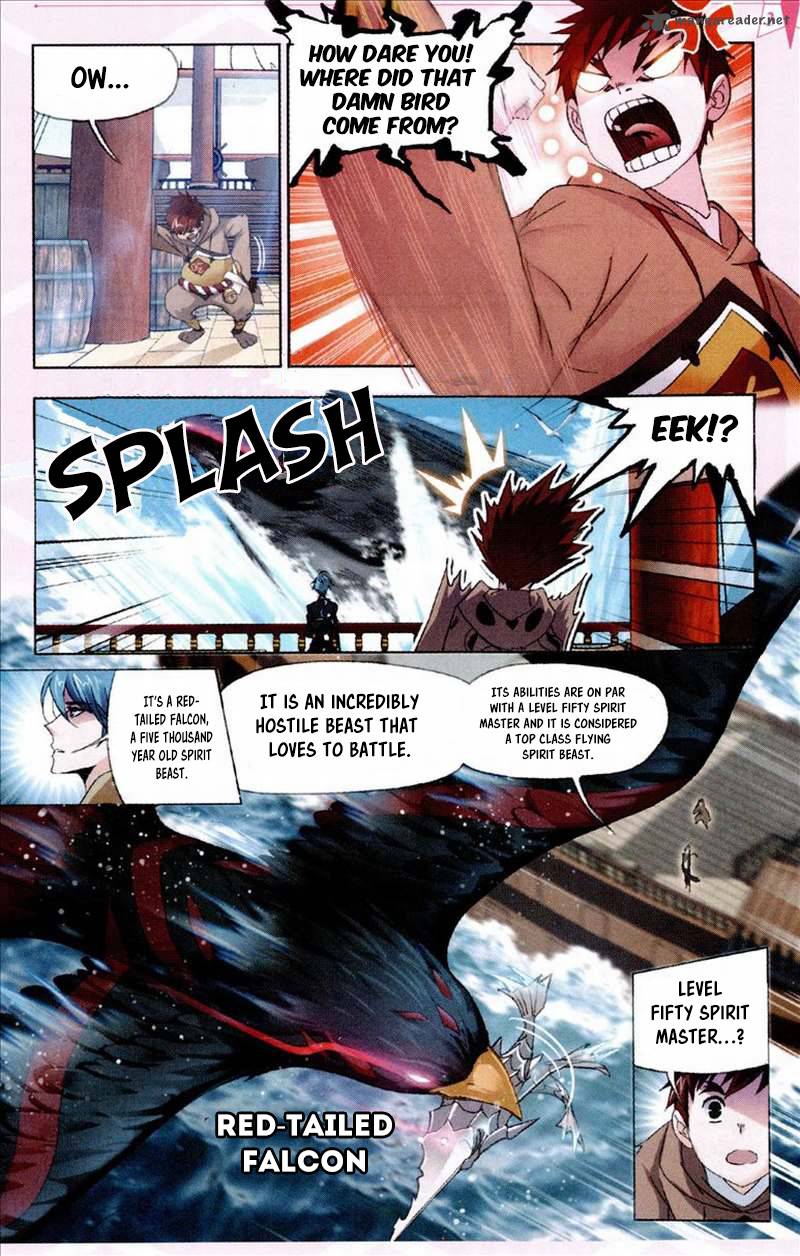 mangareader.net
OW...
HOW DARE YOU!
WHERE DID THAT
DAMN BIRD
COME FROM?
SPLASH
EEK!?
IT'S A RED-
TAILED FALCON,
A FIVE THOUSAND
YEAR OLD SPIRIT
BEAST.
IT IS AN INCREDIBLY
HOSTILE BEAST THAT
LOVES TO BATTLE.
ITS ABILITIES ARE ON PAR
WITH A LEVEL FIFTY SPIRIT
MASTER AND IT IS CONSIDERED
A TOP CLASS FLYING
SPIRIT BEAST.
RED-TAILED
FALCON
LEVEL
FIFTY SPIRIT
MASTER...?